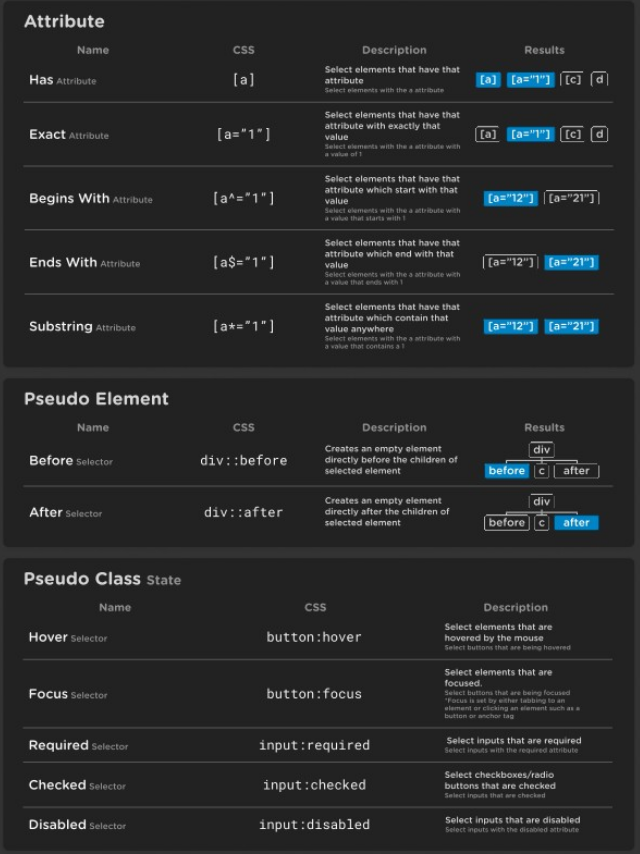 Attribute
Name CSS Description Results
Has Attribute [a] Select elements that have that [a] [a="1"] [c] d
attribute
Select elements with the a attribute
Exact Attribute [a="1"] Select elements that have that [a] [a="1"] [c] d
attribute with exactly that
value
Select elements with the a attribute with
a value of 1
Begins With Attribute [a^="1"] Select elements that have that [a="12"] [a="21"]
attribute which start with that
value
Select elements with the a attribute with
a value that starts with 1
Ends With Attribute [a$="1"] Select elements that have that [a="12"] [a="21"]
attribute which end with that
value
Select elements with the a attribute with
a value that ends with 1
Substring Attribute [a*="1"] Select elements that have that [a="12"] [a="21"]
attribute which contain that
value anywhere
Select elements with the a attribute with
a value that contains a 1
Pseudo Element
Name CSS Description Results
Before Selector div::before Creates an empty element div
directly before the children of
selected element before c after
After Selector div::after Creates an empty element div
directly after the children of
selected element before c after
Pseudo Class State
Name CSS Description
Hover Selector button:hover Select elements that are
hovered by the mouse
Select buttons that are being hovered
Focus Selector button:focus Select elements that are
focused.
Select buttons that are being focused
*Focus is set by either tabbing to an
element or clicking an element such as a
button or anchor tag
Required Selector input:required Select inputs that are required
Select inputs with the required attribute
Checked Selector input:checked Select checkboxes/radio
buttons that are checked
Select inputs that are checked
Disabled Selector input:disabled Select inputs that are disabled
Select inputs with the disabled attribute